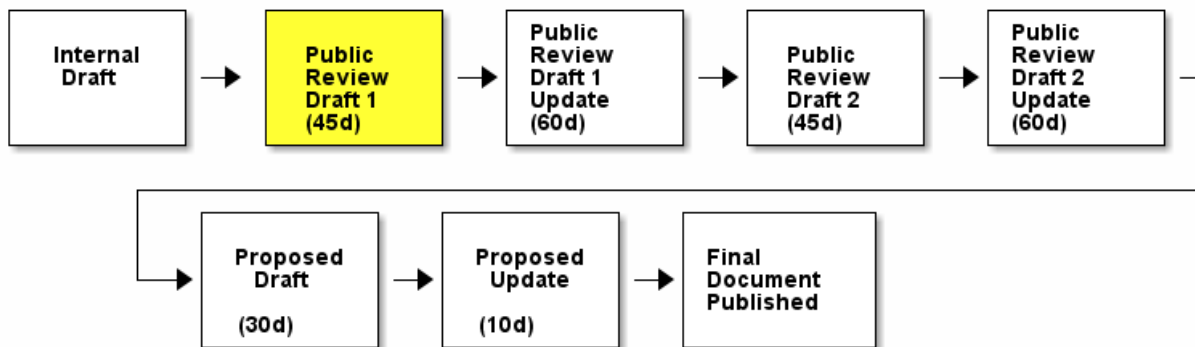 Internal
Draft
Public
Review
Draft 1
(45d)
Public
Review
Draft 1
Update
(60d)
Public
Review
Draft 2
(45d)
Public
Review
Draft 2
Update
(60d)
Proposed
Draft
(30d)
Proposed
Update
(10d)
Final
Document
Published